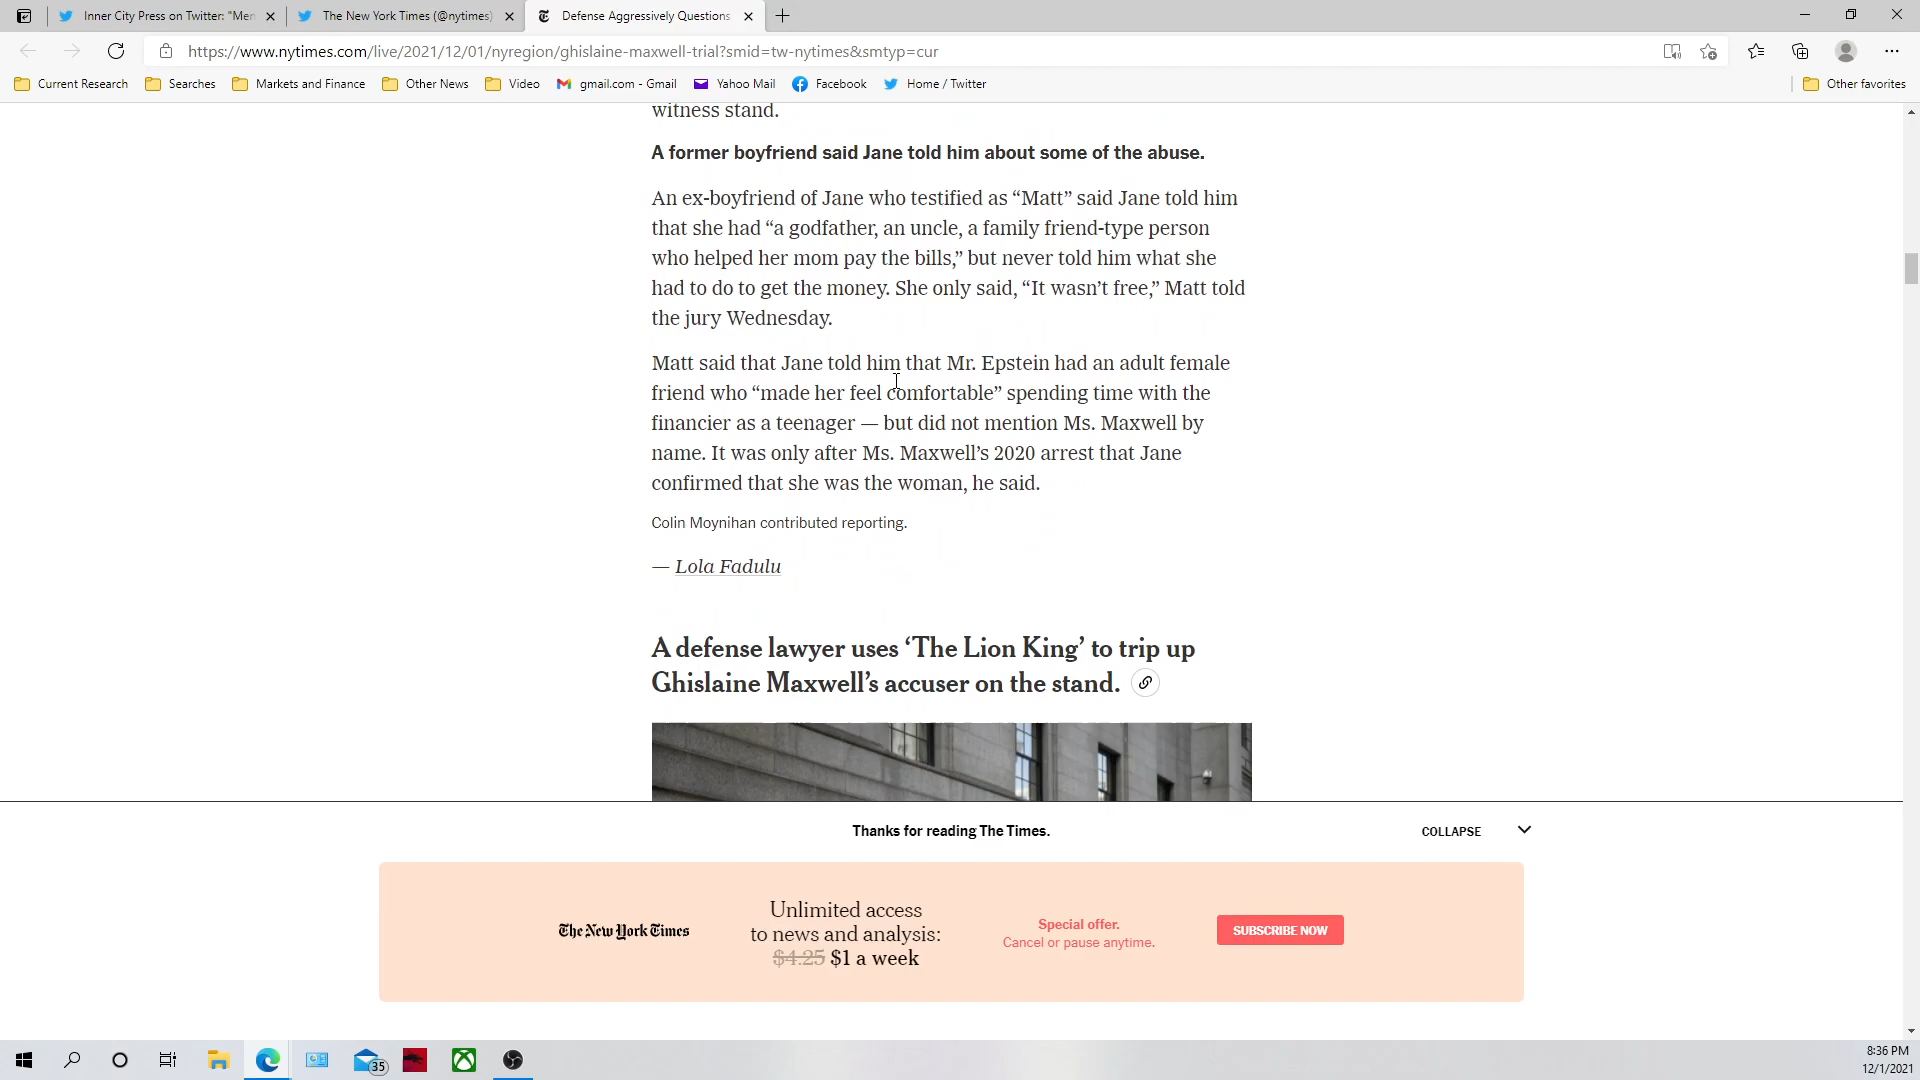 Inner City Press on Twitter: "Men
The New York Times (@nytimes)
Defense Aggressively Questions
https://www.nytimes.com/live/2021/12/01/nyregion/ghislaine-maxwell-trial?smid=tw-nytimes&smtyp=cur
Current Research
Searches
Markets and Finance
Other News
Video
gmail.com - Gmail
Yahoo Mail
Facebook
Home / Twitter
Other favorites
witness stand.
A former boyfriend said Jane told him about some of the abuse.
An ex-boyfriend of Jane who testified as “Matt” said Jane told him
that she had “a godfather, an uncle, a family friend-type person
who helped her mom pay the bills,” but never told him what she
had to do to get the money. She only said, “It wasn’t free,” Matt told
the jury Wednesday.
Matt said that Jane told him that Mr. Epstein had an adult female
friend who “made her feel comfortable” spending time with the
financier as a teenager — but did not mention Ms. Maxwell by
name. It was only after Ms. Maxwell’s 2020 arrest that Jane
confirmed that she was the woman, he said.
Colin Moynihan contributed reporting.
— Lola Fadulu
A defense lawyer uses ‘The Lion King’ to trip up
Ghislaine Maxwell’s accuser on the stand.
Thanks for reading The Times.
COLLAPSE
The New York Times
Unlimited access
to news and analysis:
$4.25 $1 a week
Special offer.
Cancel or pause anytime.
SUBSCRIBE NOW
35
8:36 PM
12/1/2021